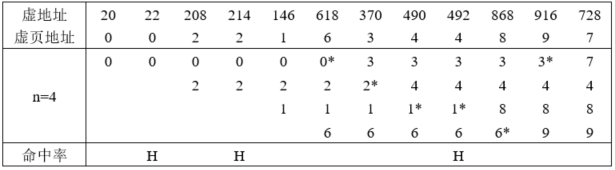 虚地址 20 22 208 214 146 618 370 490 492 868 916 728
虚页地址 0 0 2 2 1 6 3 4 4 8 9 7
n=4 0 0 0 0 0 0* 3 3 3 3 3* 7
2 2 2 2 2* 4 4 4 4 4
1 1 1 1* 1* 8 8 8
6 6 6 6 6* 9 9
命中率 H H H